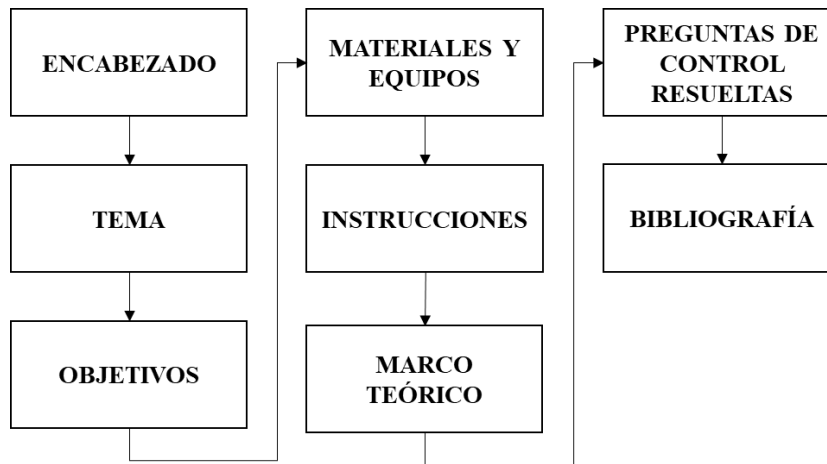 ENCABEZADO
TEMA
OBJETIVOS
MATERIALES Y
EQUIPOS
INSTRUCCIONES
MARCO
TEÓRICO
PREGUNTAS DE
CONTROL
RESUELTAS
BIBLIOGRAFÍA